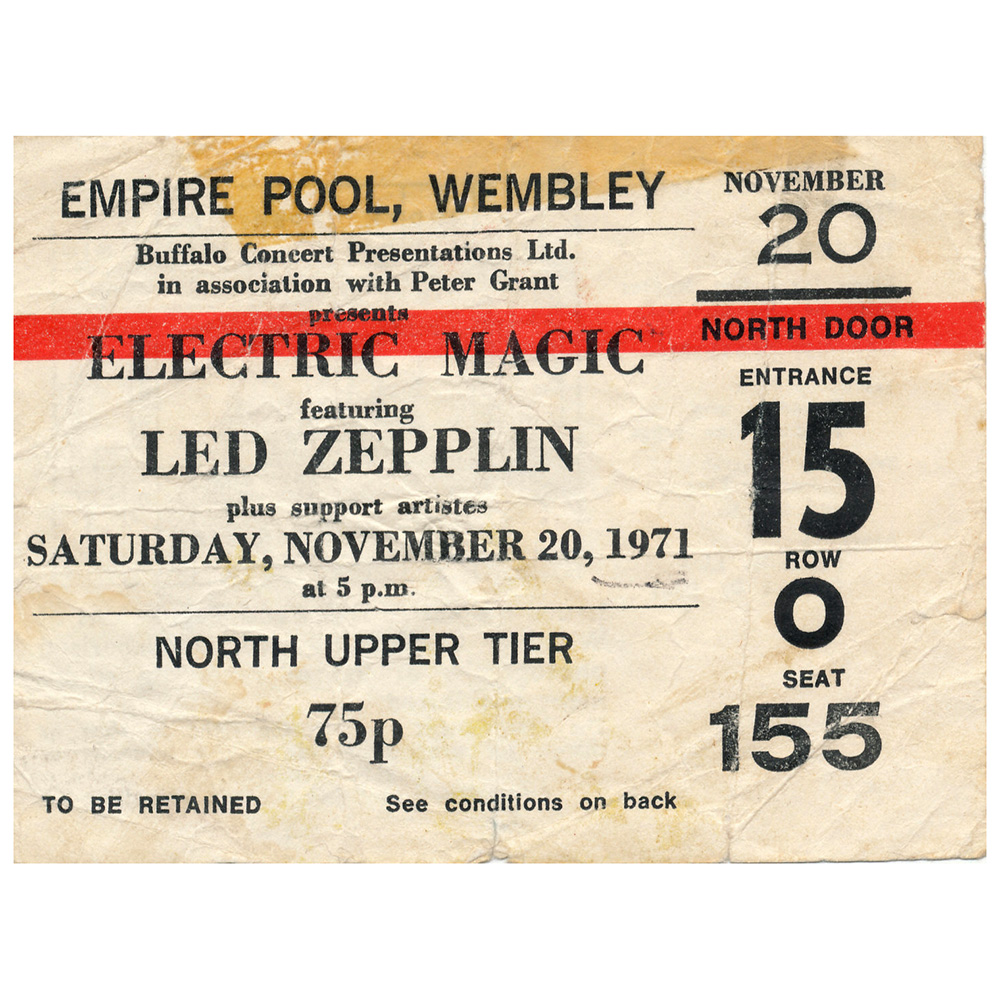 EMPIRE POOL, WEMBLEY
Buffalo Concert Presentations Ltd.
in association with Peter Grant
presents
ELECTRIC MAGIC
featuring
LED ZEPPLIN
plus support artistes
SATURDAY, NOVEMBER 20, 1971
at 5 p.m.
NORTH UPPER TIER
75p
TO BE RETAINED
See conditions on back
NOVEMBER
20
NORTH DOOR
ENTRANCE
15
ROW
O
SEAT
155